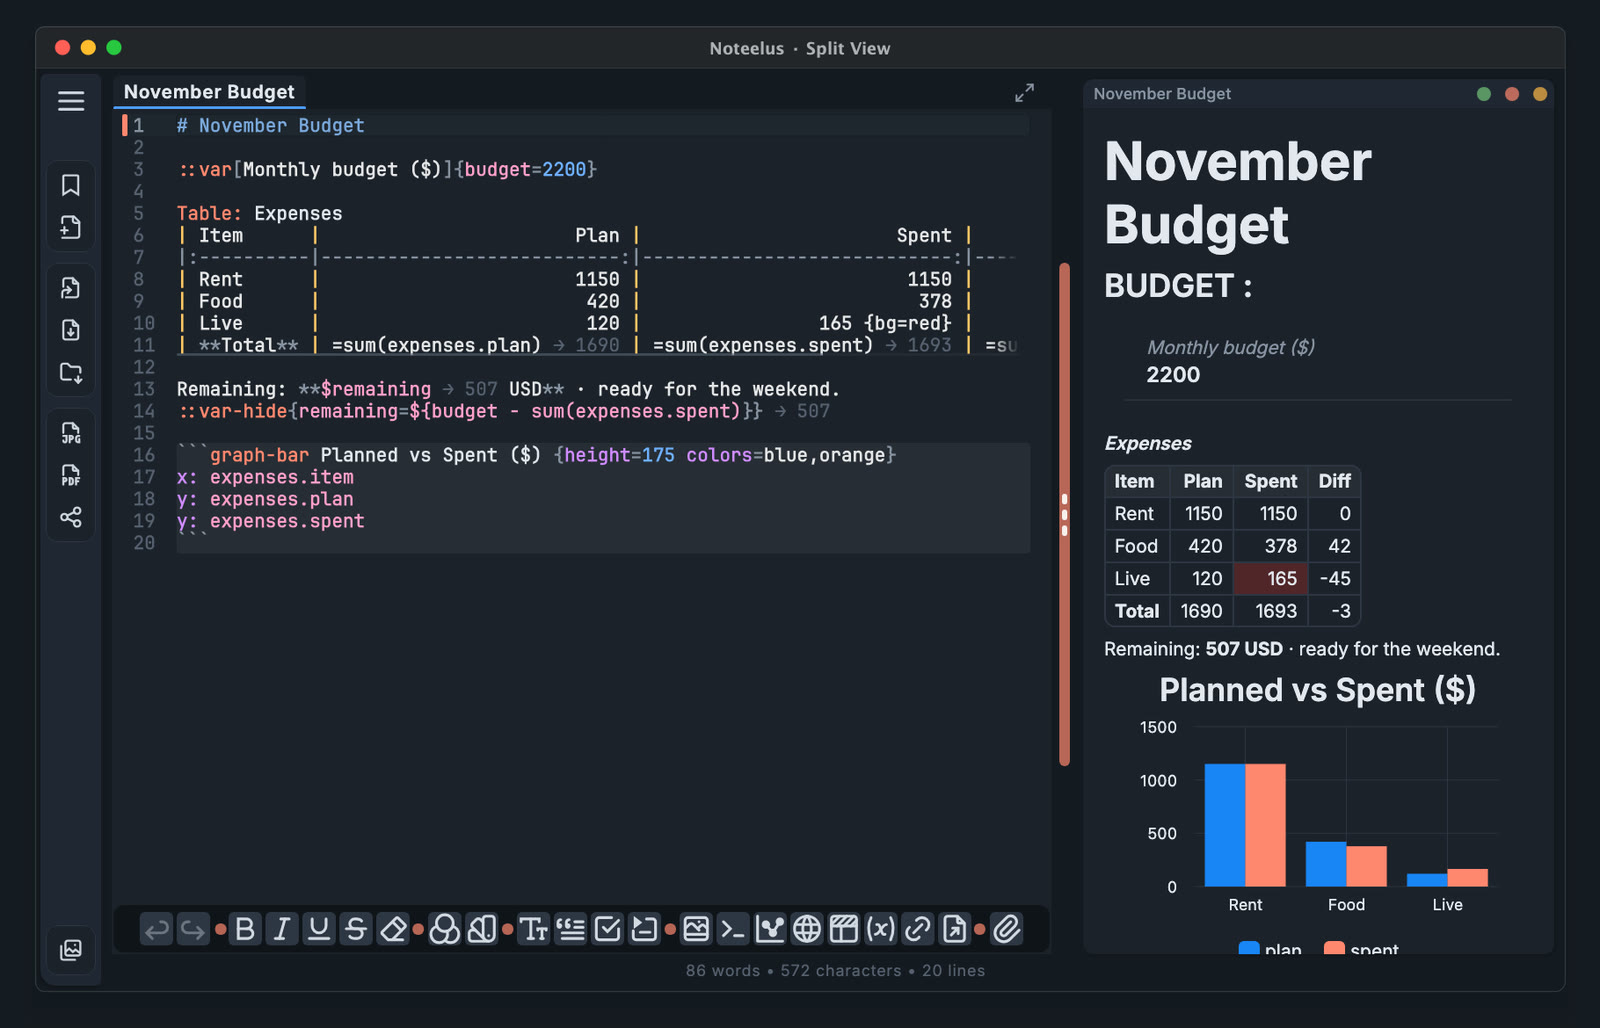 Noteelus · Split View
November Budget
1 # November Budget
2
3 ::var[Monthly budget ($)]{budget=2200}
4
5 Table: Expenses
6 | Item | Plan | Spent |
7 |:----------|---------------------------:|----------------------------:|----
8 | Rent | 1150 | 1150 |
9 | Food | 420 | 378 |
10 | Live | 120 | 165 {bg=red} |
11 | **Total** | =sum(expenses.plan) → 1690 | =sum(expenses.spent) → 1693 | =su
12
13 Remaining: **$remaining → 507 USD** · ready for the weekend.
14 ::var-hide{remaining=${budget - sum(expenses.spent)}} → 507
15
16 ```graph-bar Planned vs Spent ($) {height=175 colors=blue,orange}
17 x: expenses.item
18 y: expenses.plan
19 y: expenses.spent
20 ```
JPG
PDF
86 words • 572 characters • 20 lines
November Budget
November
Budget
BUDGET :
Monthly budget ($)
2200
Expenses
Item Plan Spent Diff
Rent 1150 1150 0
Food 420 378 42
Live 120 165 -45
Total 1690 1693 -3
Remaining: 507 USD · ready for the weekend.
Planned vs Spent ($)
1500
1000
500
0
Rent Food Live
plan spent